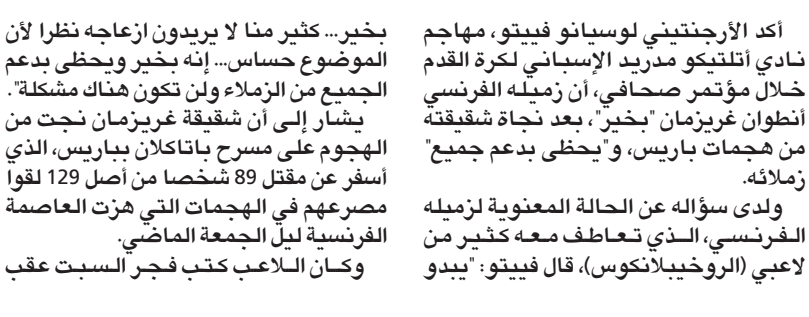 أكد الأرجنتيني لوسيانو فييتو، مهاجم
نادي أتلتيكو مدريد الإسباني لكرة القدم
خلال مؤتمر صحافي، أن زميله الفرنسي
أنطوان غريزمان "بخير"، بعد نجاة شقيقته
من هجمات باريس، و"يحظى بدعم جميع"
زملائه.
ولدى سؤاله عن الحالة المعنوية لزميله
الفرنسي، الذي تعاطف معه كثير من
لاعبي (الروخيبلانكوس)، قال فييتو: "يبدو
بخير... كثير منا لا يريدون ازعاجه نظرا لأن
الموضوع حساس... إنه بخير ويحظى بدعم
الجميع من الزملاء ولن تكون هناك مشكلة".
يشار إلى أن شقيقة غريزمان نجت من
الهجوم على مسرح باتاكلان بباريس، الذي
أسفر عن مقتل 89 شخصا من أصل 129 لقوا
مصرعهم في الهجمات التي هزت العاصمة
الفرنسية ليل الجمعة الماضي.
وكان اللاعب كتب فجر السبت عقب